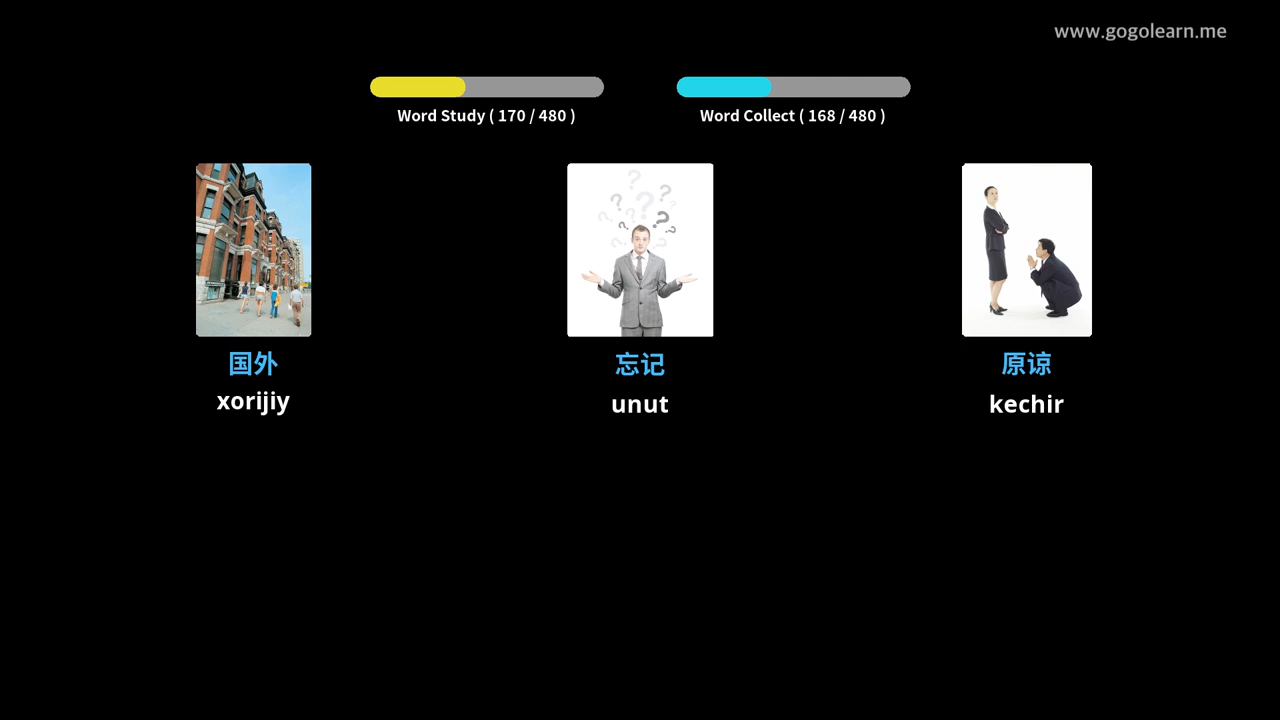 www.gogolearn.me
Word Study ( 170 / 480 )
Word Collect ( 168 / 480 )
国外
忘记
原谅
xorijiy
unut
kechir